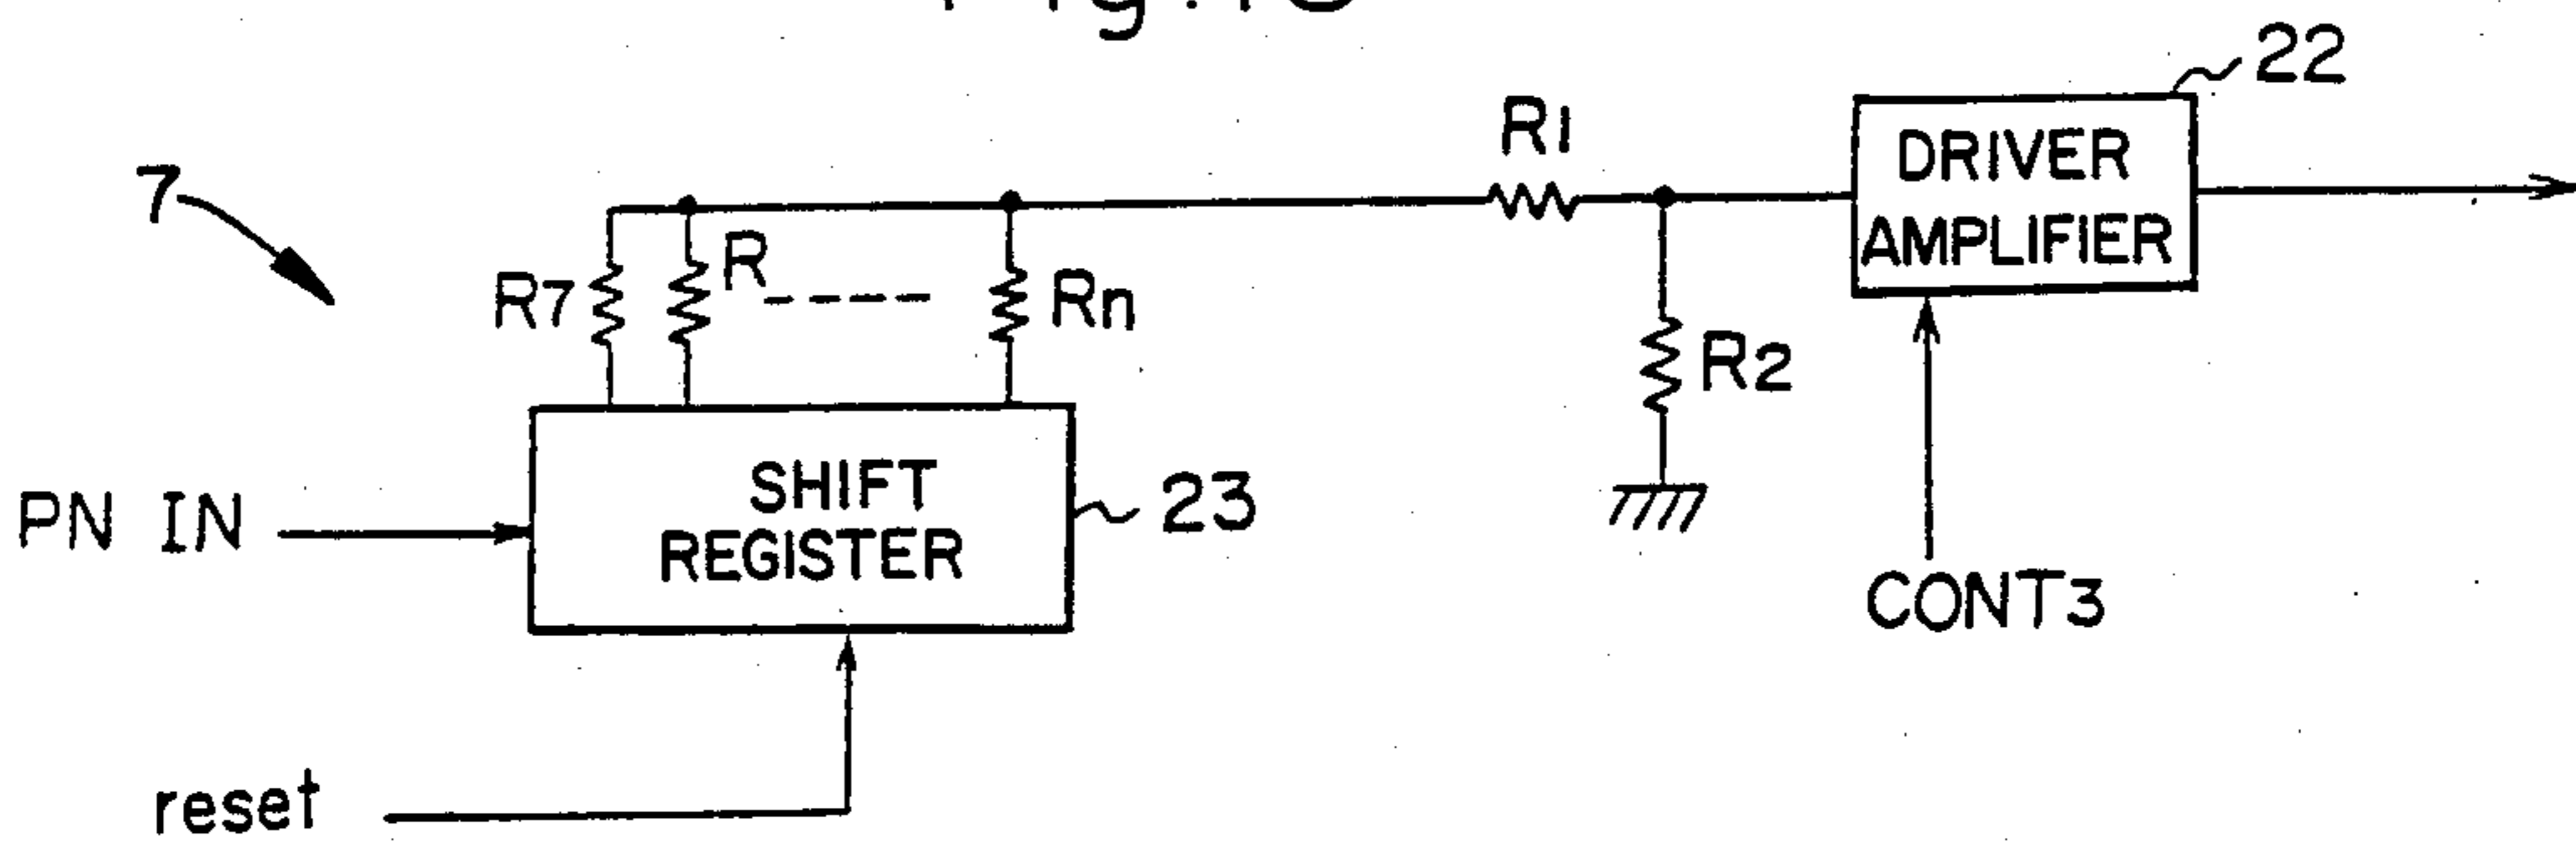 22
R1
DRIVER
AMPLIFIER
7
R7
R
Rn
R2
SHIFT
REGISTER
23
PN IN
CONT3
reset